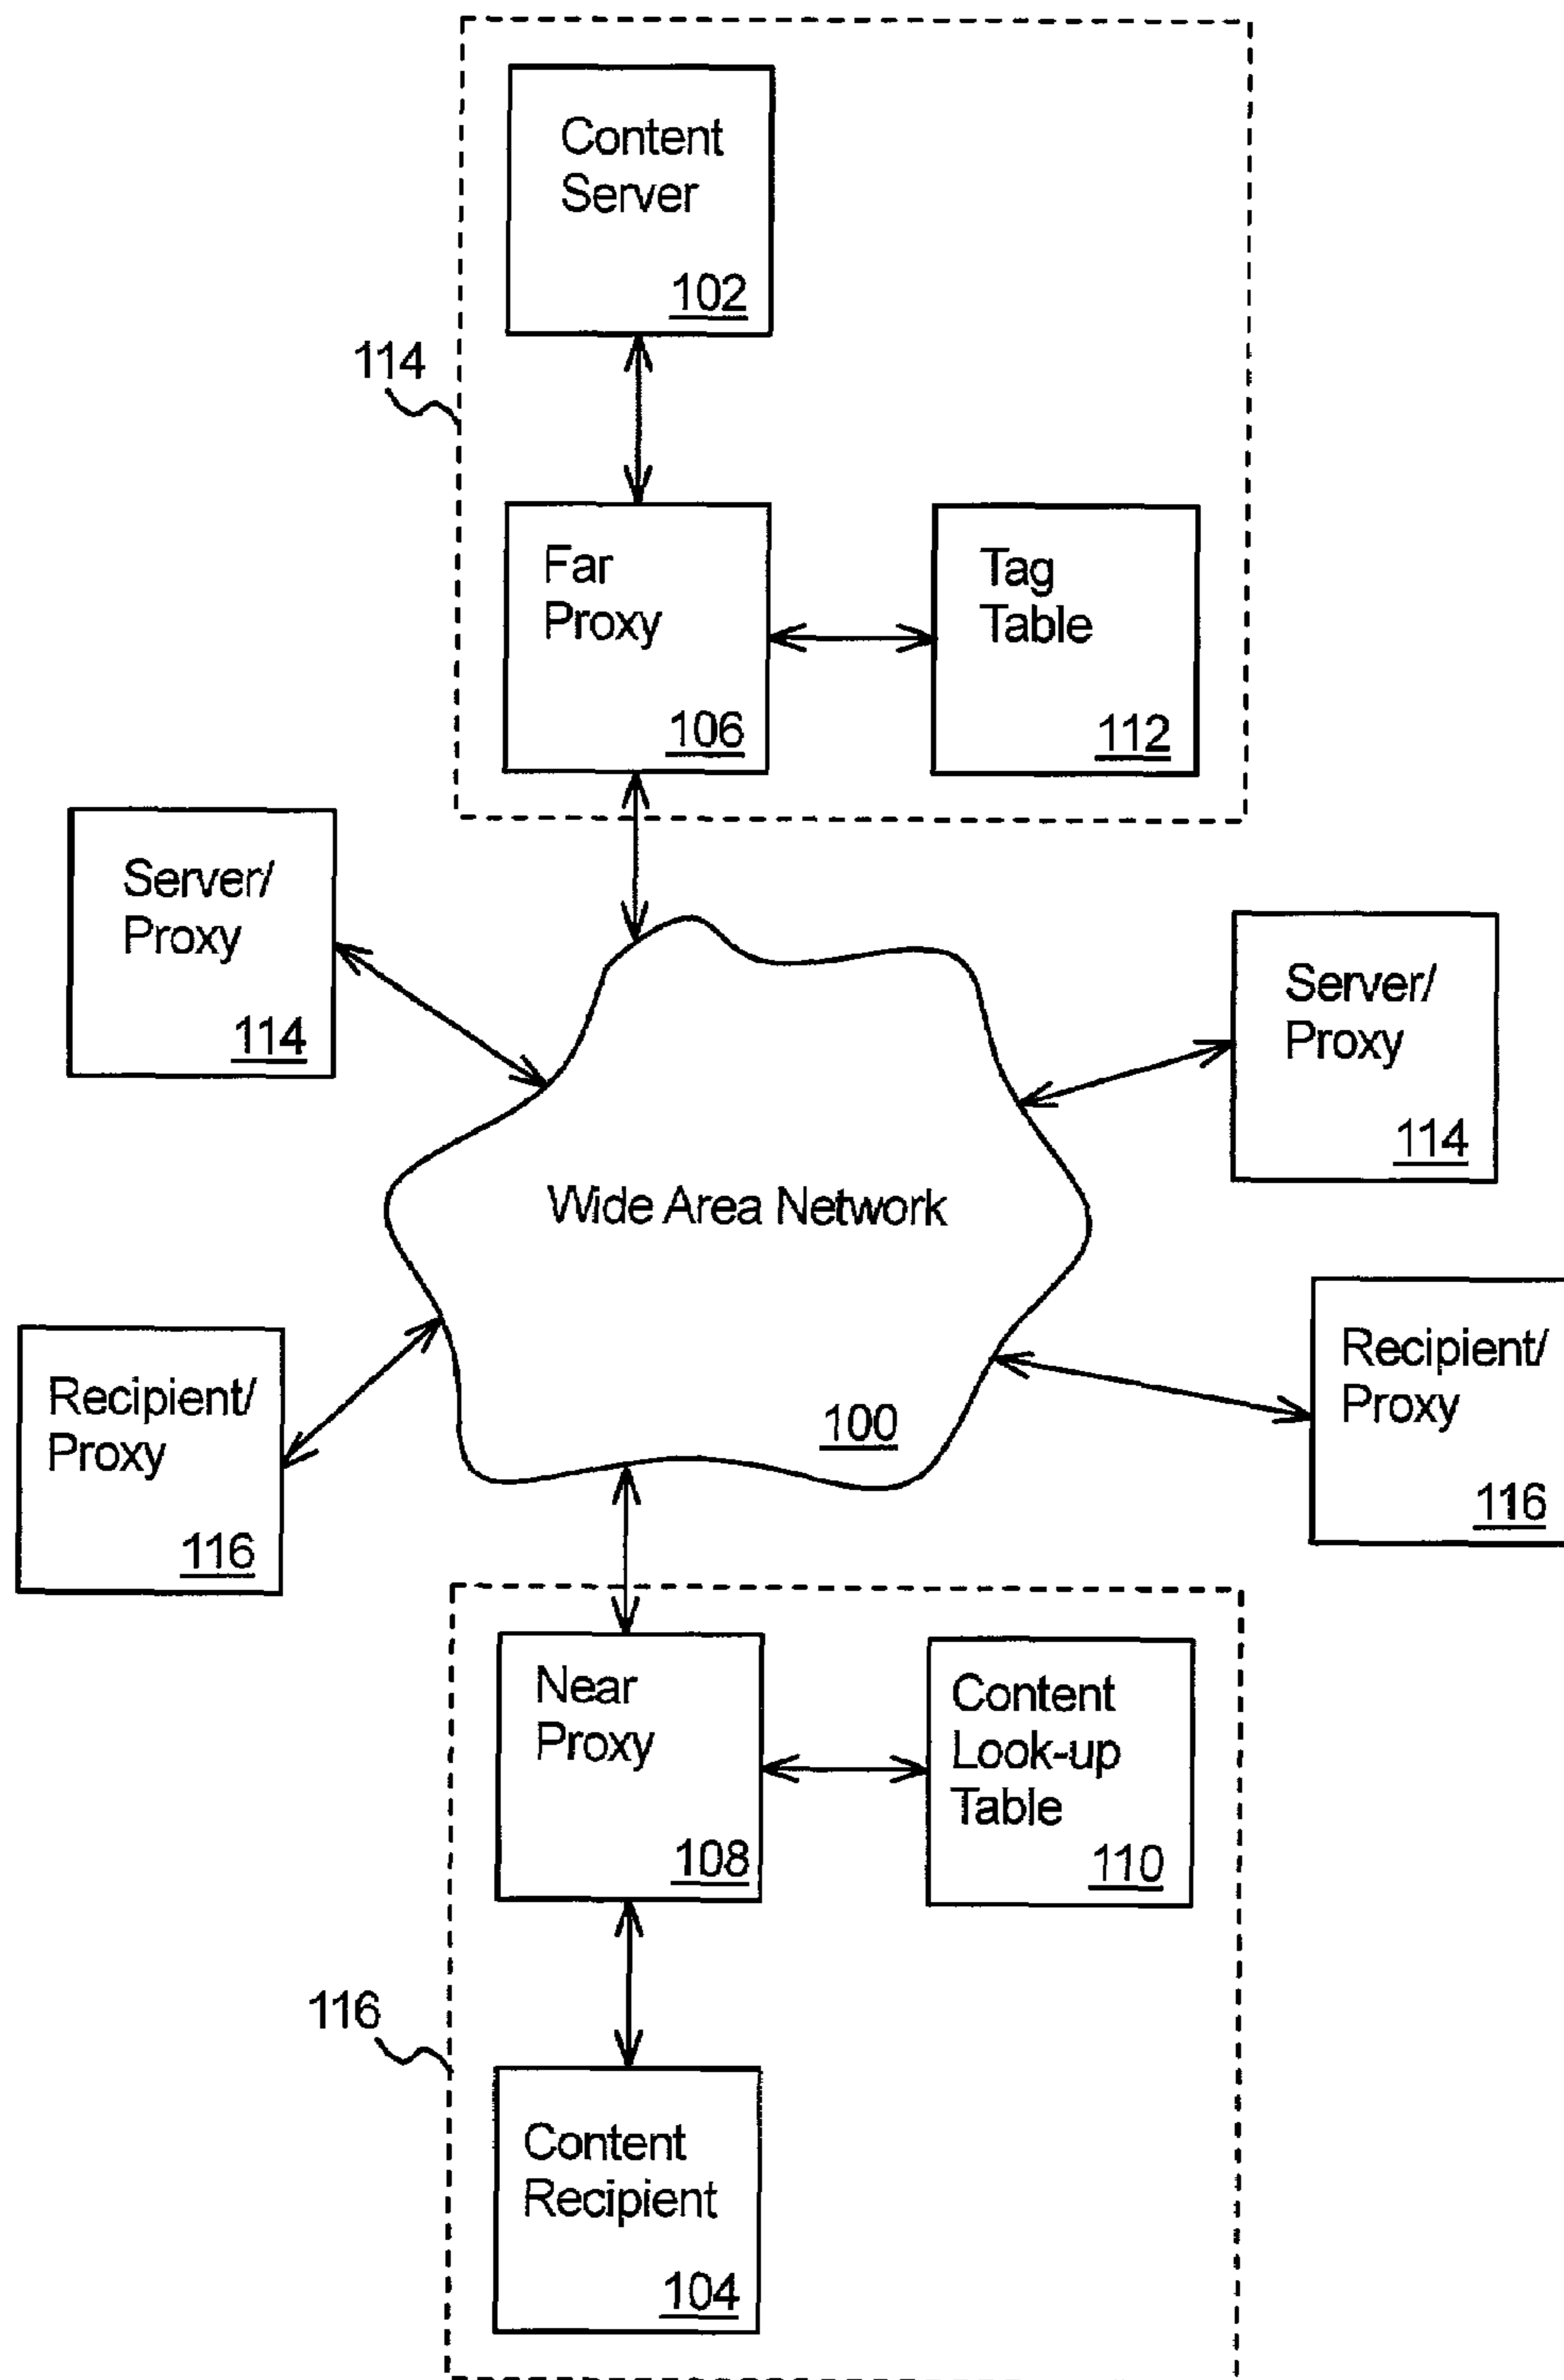 Content
Server
102
114
Far
Proxy
106
Tag
Table
112
Server/
Proxy
114
Server/
Proxy
114
Wide Area Network
100
Recipient/
Proxy
116
Recipient/
Proxy
116
Near
Proxy
108
Content
Look-up
Table
110
116
Content
Recipient
104